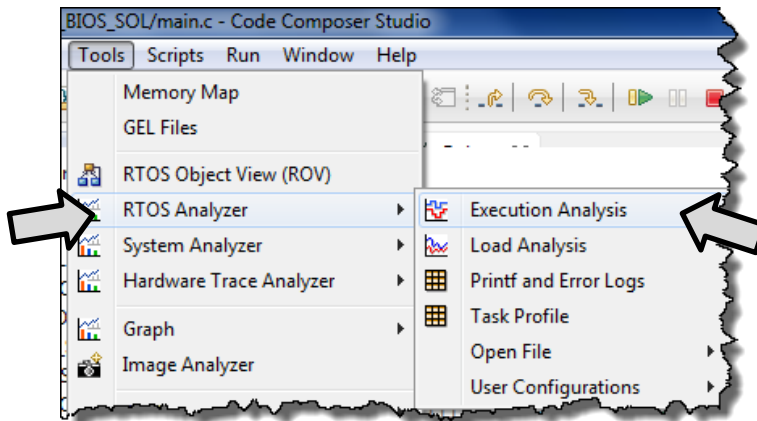 _BIOS_SOL/main.c - Code Composer Studio
Tools Scripts Run Window Help
Memory Map
GEL Files
RTOS Object View (ROV)
RTOS Analyzer
System Analyzer
Hardware Trace Analyzer
Graph
Image Analyzer
Execution Analysis
Load Analysis
Printf and Error Logs
Task Profile
Open File
User Configurations